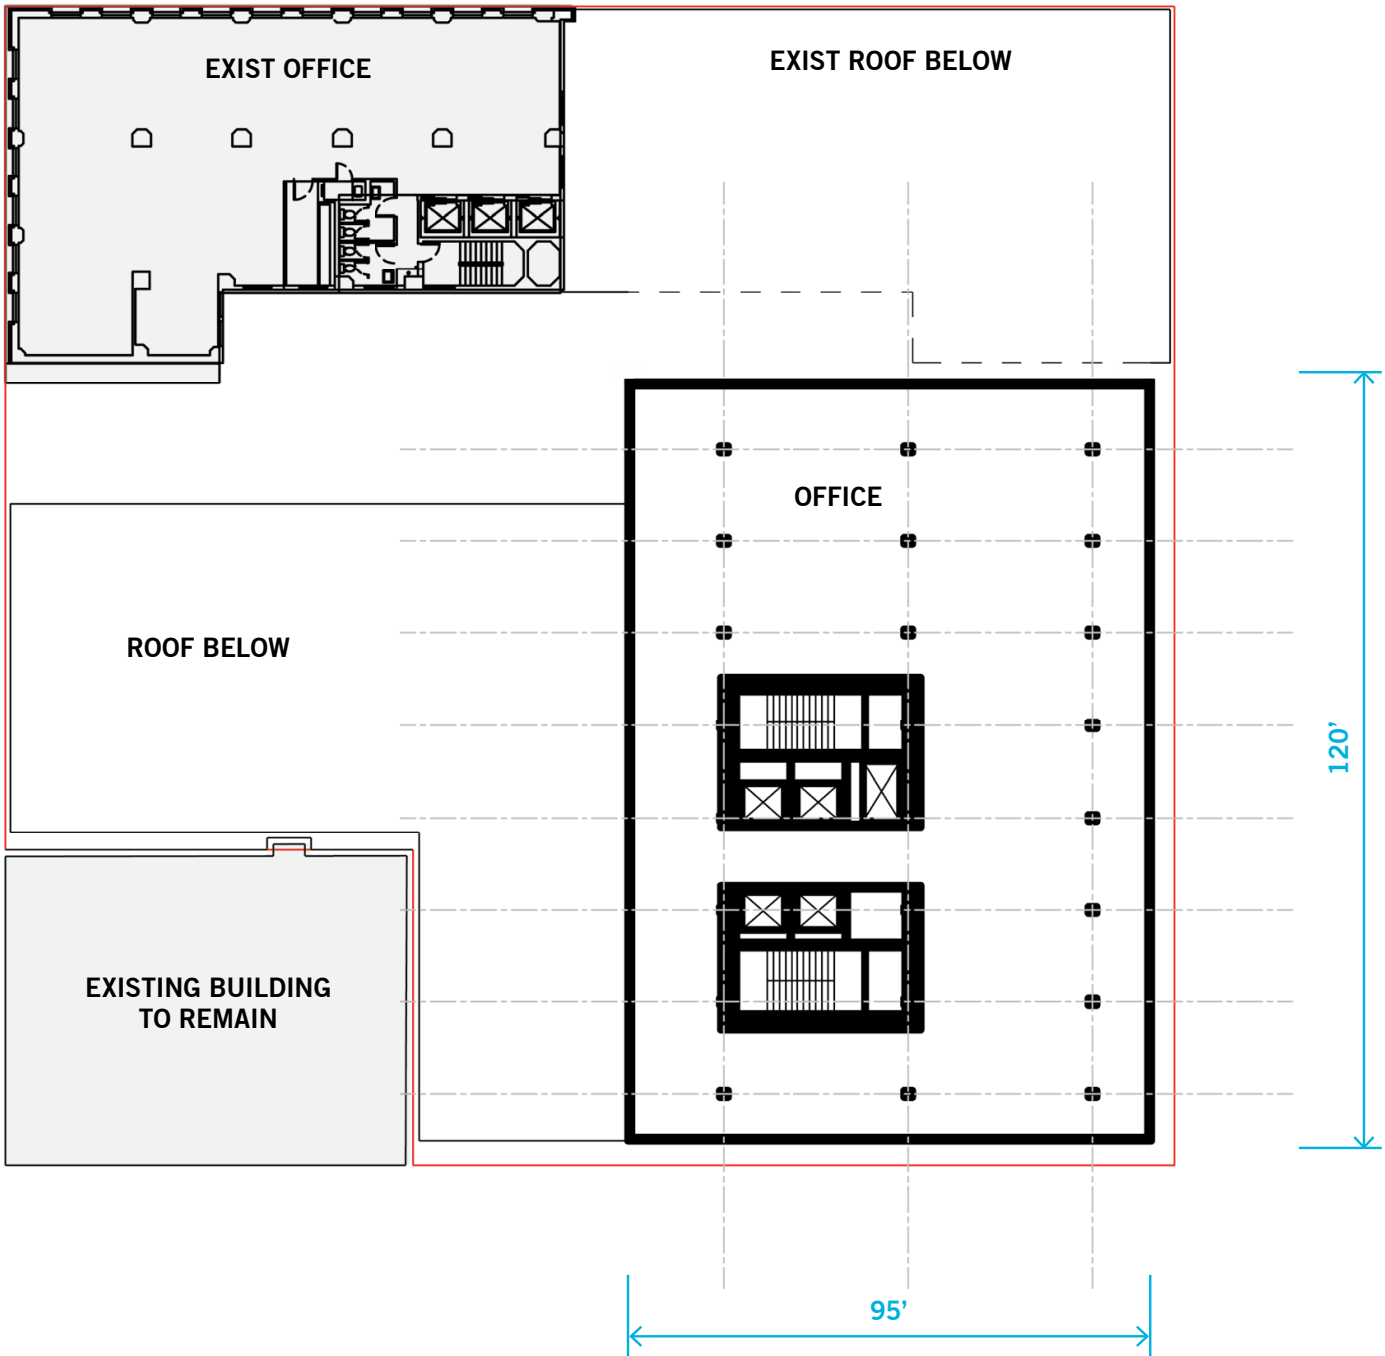 EXIST OFFICE
EXIST ROOF BELOW
OFFICE
ROOF BELOW
120’
EXISTING BUILDING
TO REMAIN
95’